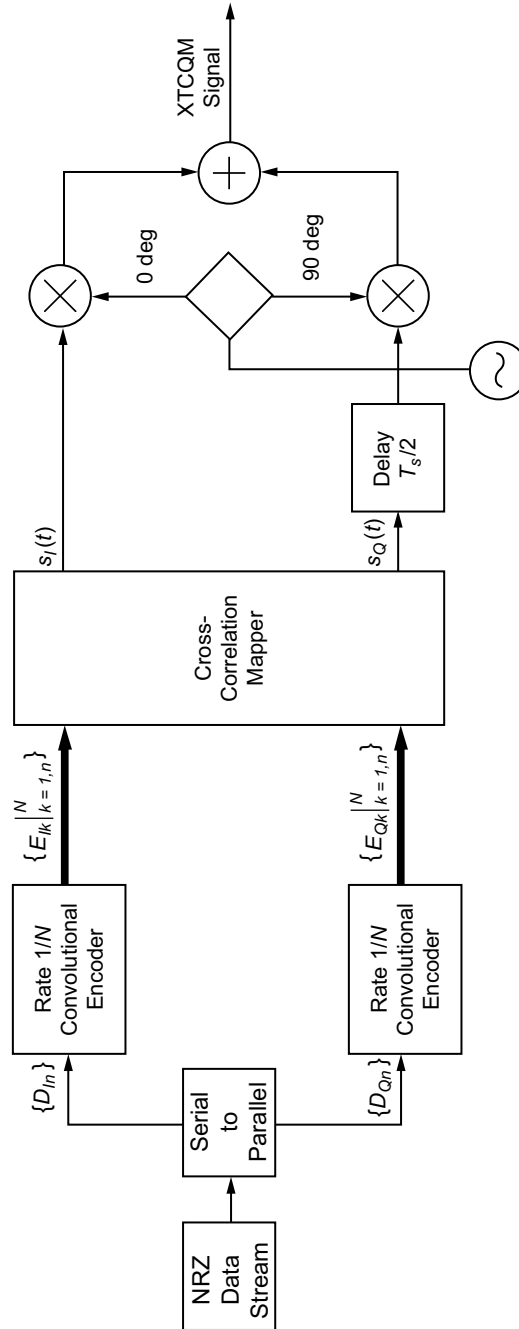 NRZ
Data
Stream
Serial
to
Parallel
{D_In}
{D_Qn}
Rate 1/N
Convolutional
Encoder
Rate 1/N
Convolutional
Encoder
{E_Ik|^N_k = 1,n}
{E_Qk|^N_k = 1,n}
Cross-
Correlation
Mapper
s_I(t)
s_Q(t)
Delay
T_s/2
0 deg
90 deg
XTCQM
Signal